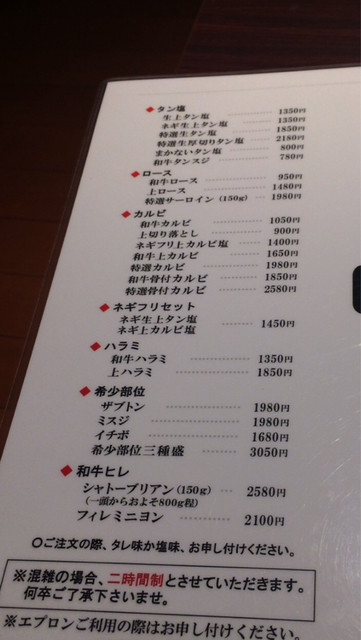 ◆タン塩
生上タン塩 1350円
ネギ生上タン塩 1350円
特選生タン塩 1850円
特選生厚切りタン塩 2180円
まかないタン塩 800円
和牛タンスジ 780円
◆ロース
和牛ロース 950円
上ロース 1480円
特選サーロイン (150g) 1980円
◆カルビ
和牛カルビ 1050円
上切り落とし 900円
ネギフリ上カルビ塩 1400円
和牛上カルビ 1650円
特選カルビ 1980円
和牛骨付カルビ 1850円
特選骨付カルビ 2580円
◆ネギフリセット
ネギ生上タン塩
ネギ上カルビ塩 1450円
◆ハラミ
和牛ハラミ 1350円
上ハラミ 1850円
◆希少部位
ザブトン 1980円
ミスジ 1980円
イチボ 1680円
希少部位三種盛 3050円
◆和牛ヒレ
シャトーブリアン (150g) 2580円
(一頭からおよそ800g程)
フィレミニヨン 2100円
○ご注文の際、タレ味か塩味、お申し付けください。
※混雑の場合、二時間制とさせていただきます。
何卒ご了承下さいませ。
※エプロンご利用の際はお申し付けください。